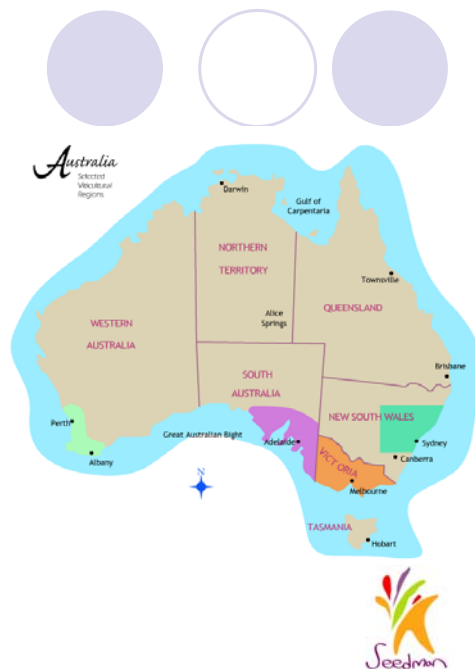 Australia
Selected
Viticultural
Regions
Darwin
Gulf of
Carpentaria
NORTHERN
TERRITORY
Townsville
Alice
Springs
QUEENSLAND
WESTERN
AUSTRALIA
Brisbane
SOUTH
AUSTRALIA
NEW SOUTH WALES
Perth
Great Australian Bight
Adelaide
Sydney
Albany
VICTORIA
Canberra
N
Melbourne
TASMANIA
Hobart
Seedman